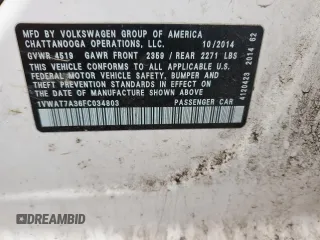 MFD BY VOLKSWAGEN GROUP OF AMERICA
CHATTANOOGA OPERATIONS, LLC. 10/2014
GVWR 4519 GAWR FRONT 2359 / REAR 2271 LBS
THIS VEHICLE CONFORMS TO ALL APPLICABLE
FEDERAL MOTOR VEHICLE SAFETY, BUMPER AND
THEFT PREVENTION STANDARDS IN EFFECT ON
THE DATE OF MANUFACTURE SHOWN ABOVE.
1VWAT7A36FC034803 PASSENGER CAR
4120423 2014 62
DREAMBID